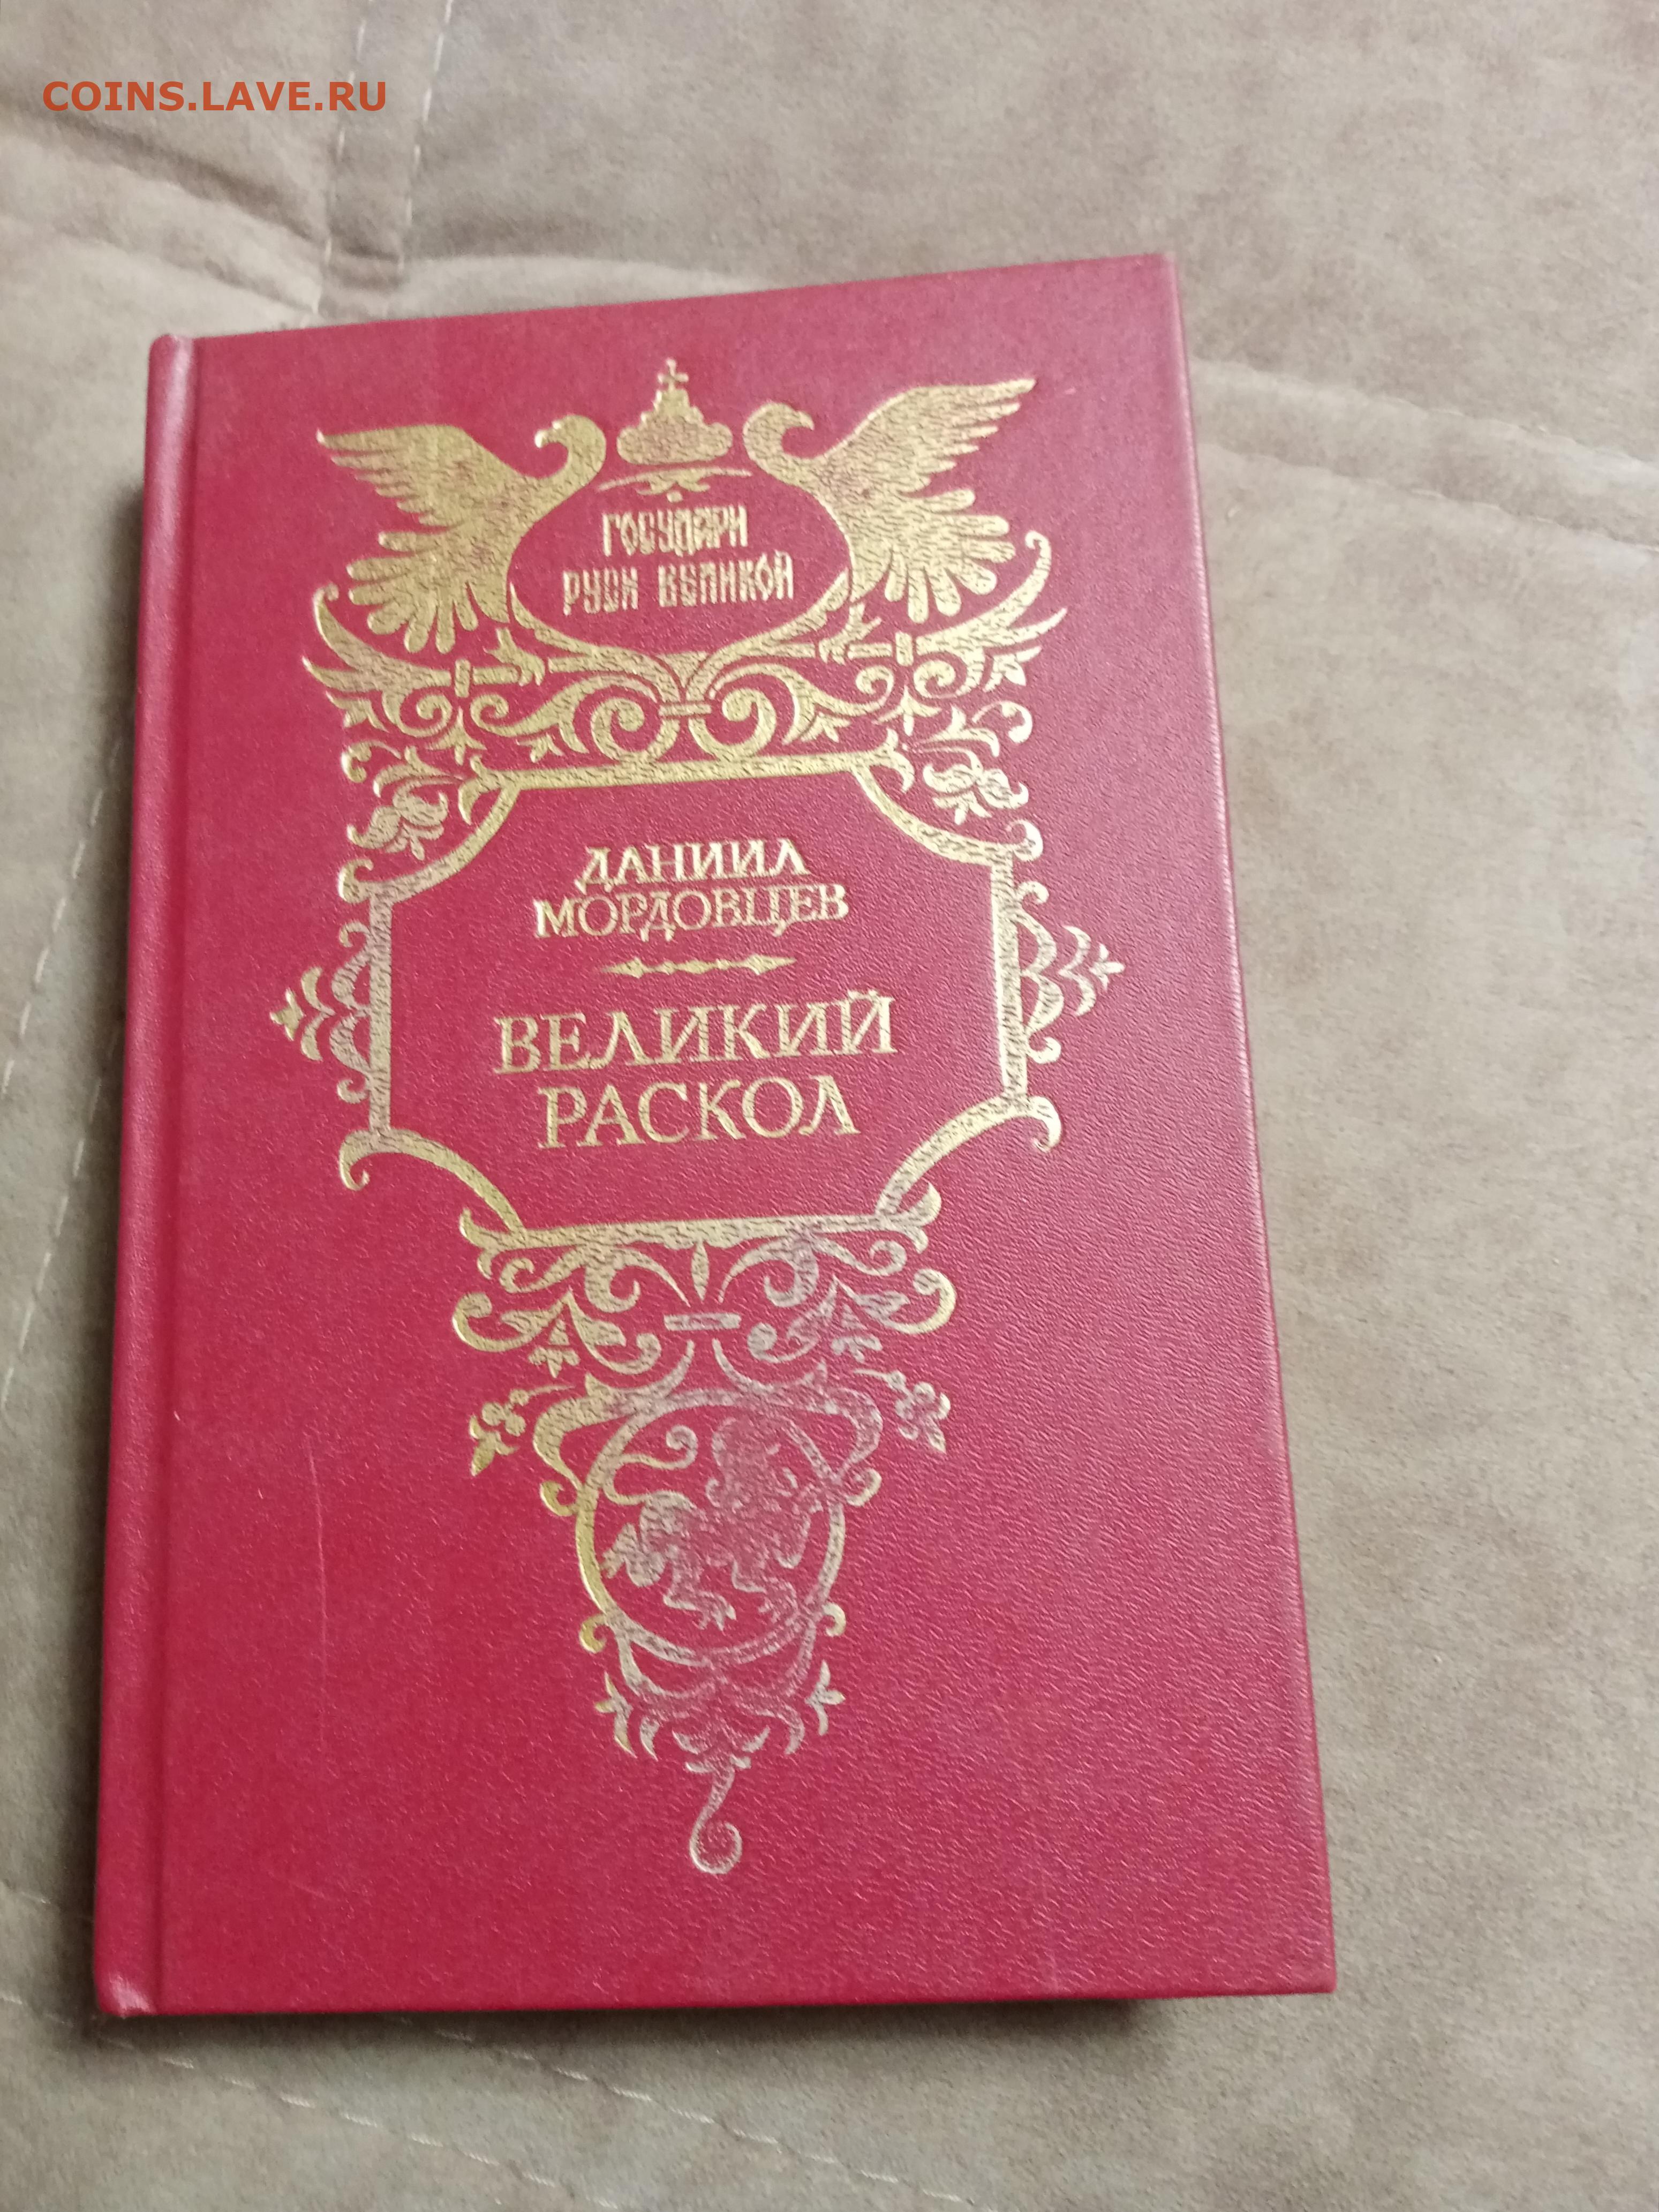 COINS.LAVE.RU
ГОСУДАРИ
РУСИ ВЕЛИКОЙ
ДАНИИЛ
МОРДОВЦЕВ
ВЕЛИКИЙ
РАСКОЛ